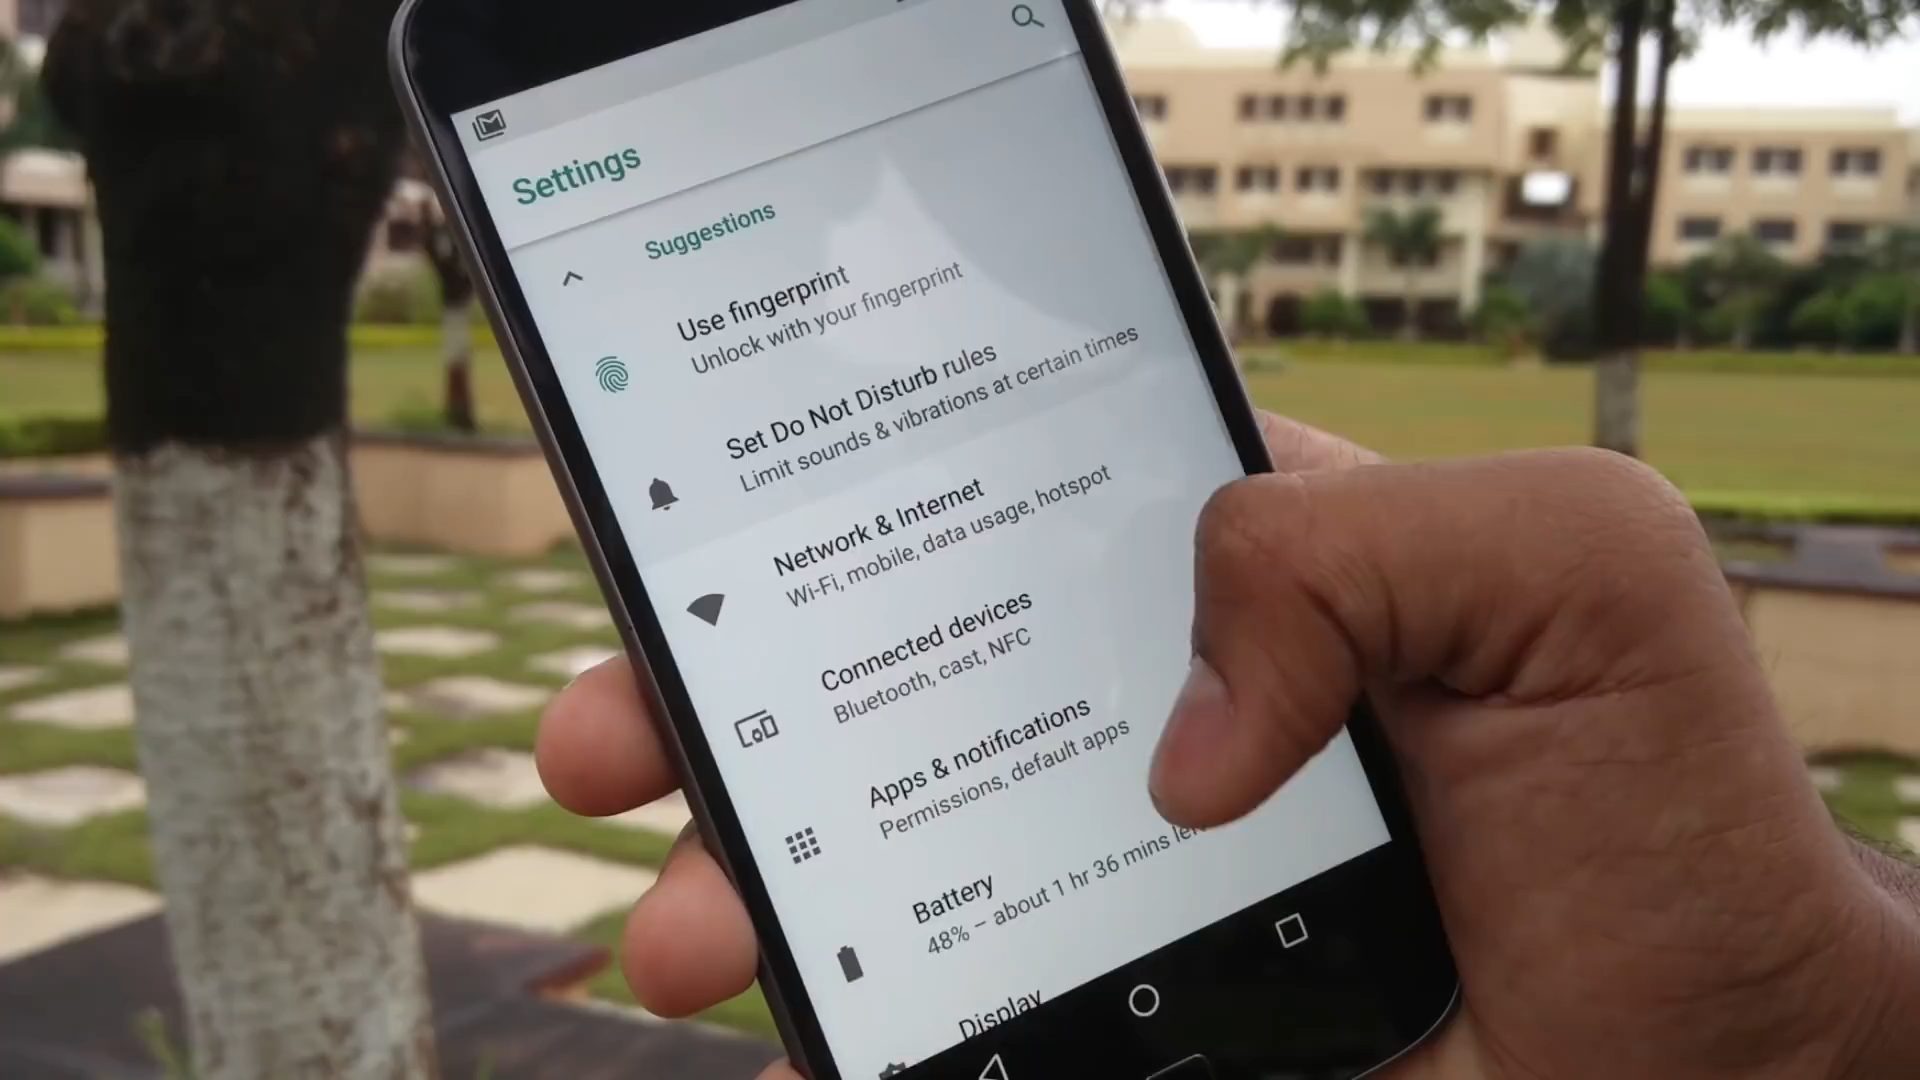 Settings
Suggestions
Use fingerprint
Unlock with your fingerprint
Set Do Not Disturb rules
Limit sounds & vibrations at certain times
Network & Internet
Wi-Fi, mobile, data usage, hotspot
Connected devices
Bluetooth, cast, NFC
Apps & notifications
Permissions, default apps
Battery
48% – about 1 hr 36 mins left
Display